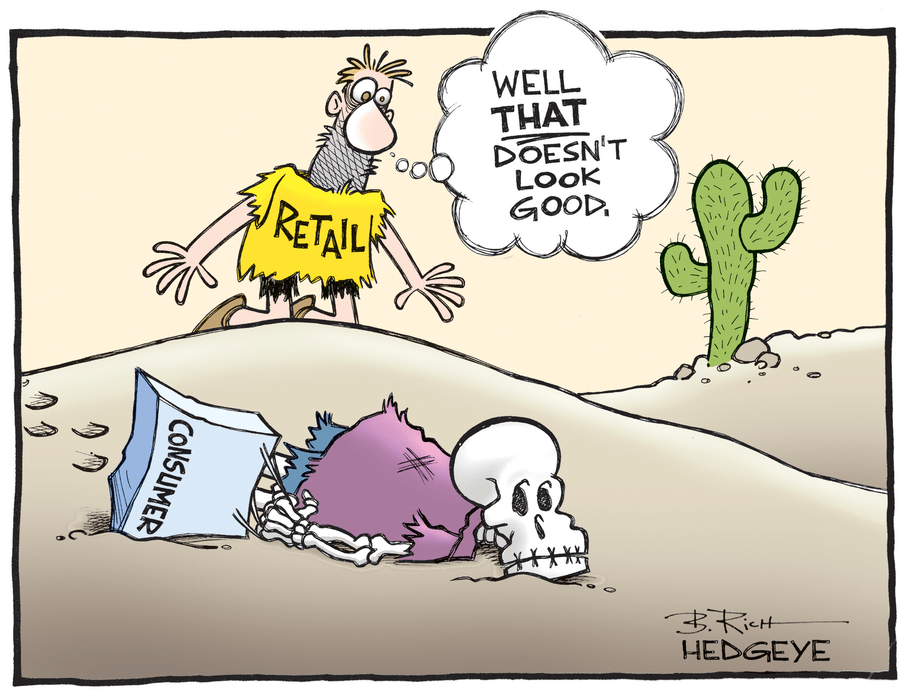 WELL
THAT
DOESN'T
LOOK
GOOD.
RETAIL
CONSUMER
B. RICH
HEDGEYE